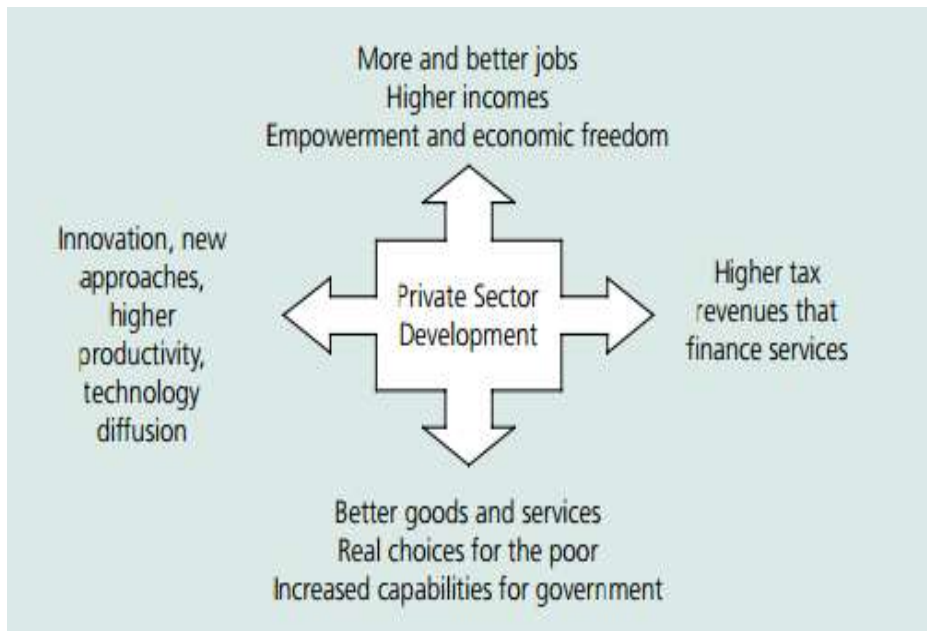 More and better jobs
Higher incomes
Empowerment and economic freedom
Innovation, new
approaches,
higher
productivity,
technology
diffusion
Private Sector
Development
Higher tax
revenues that
finance services
Better goods and services
Real choices for the poor
Increased capabilities for government